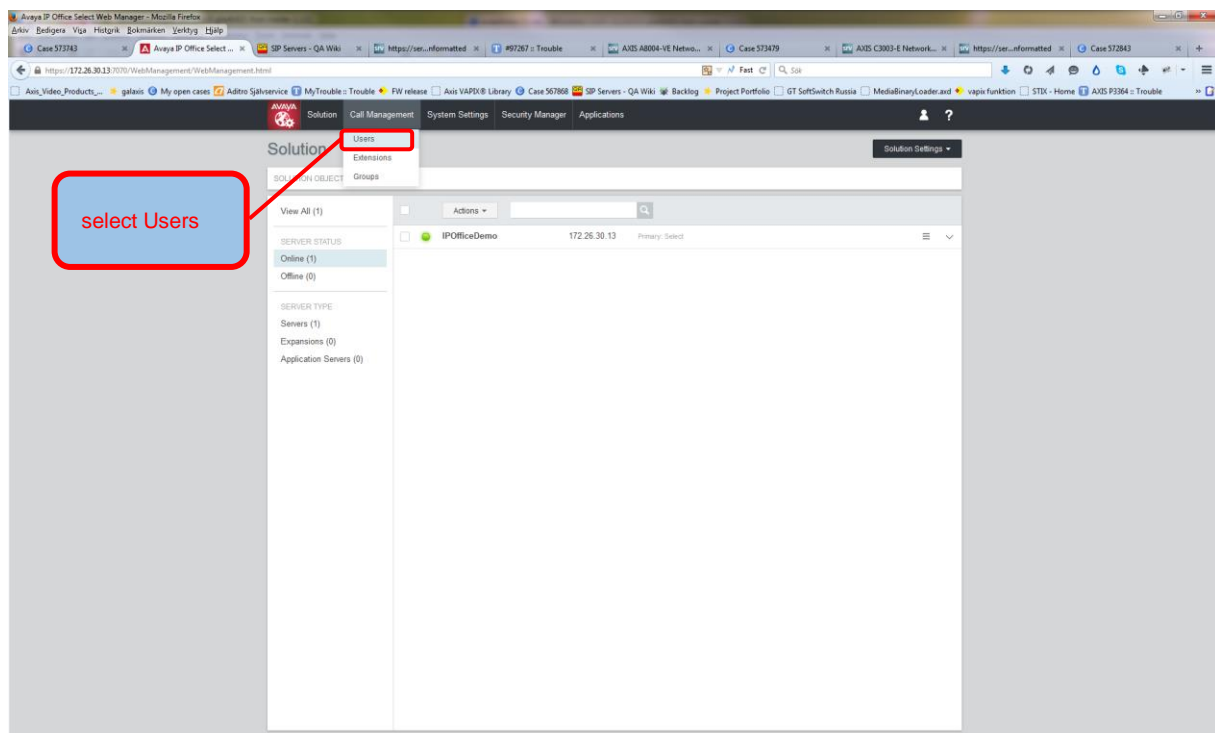 Avaya IP Office Select Web Manager - Mozilla Firefox
Arkiv Redigera Visa Historik Bokmärken Verktyg Hjälp
Case 573743 Avaya IP Office Select ... SIP Servers - QA Wiki https://ser...nformatted #97267 :: Trouble AXIS A8004-VE Netwo... Case 573479 AXIS C3003-E Network... https://ser...nformatted Case 572843
https://172.26.30.13:7070/WebManagement/WebManagement.html Fast Sök
Axis_Video_Products_... galaxis My open cases Aditro Självservice MyTrouble :: Trouble FW release Axis VAPIX® Library Case 567868 SIP Servers - QA Wiki Backlog Project Portfolio GT SoftSwitch Russia MediaBinaryLoader.axd vapix funktion STIX - Home AXIS P3364 :: Trouble
AVAYA
Solution Call Management System Settings Security Manager Applications ?
Users
Extensions
Groups
Solution
Solution Settings
SOLUTION OBJECT
select Users
View All (1)
Actions
SERVER STATUS
Online (1)
Offline (0)
IPOfficeDemo 172.26.30.13 Primary: Select
SERVER TYPE
Servers (1)
Expansions (0)
Application Servers (0)